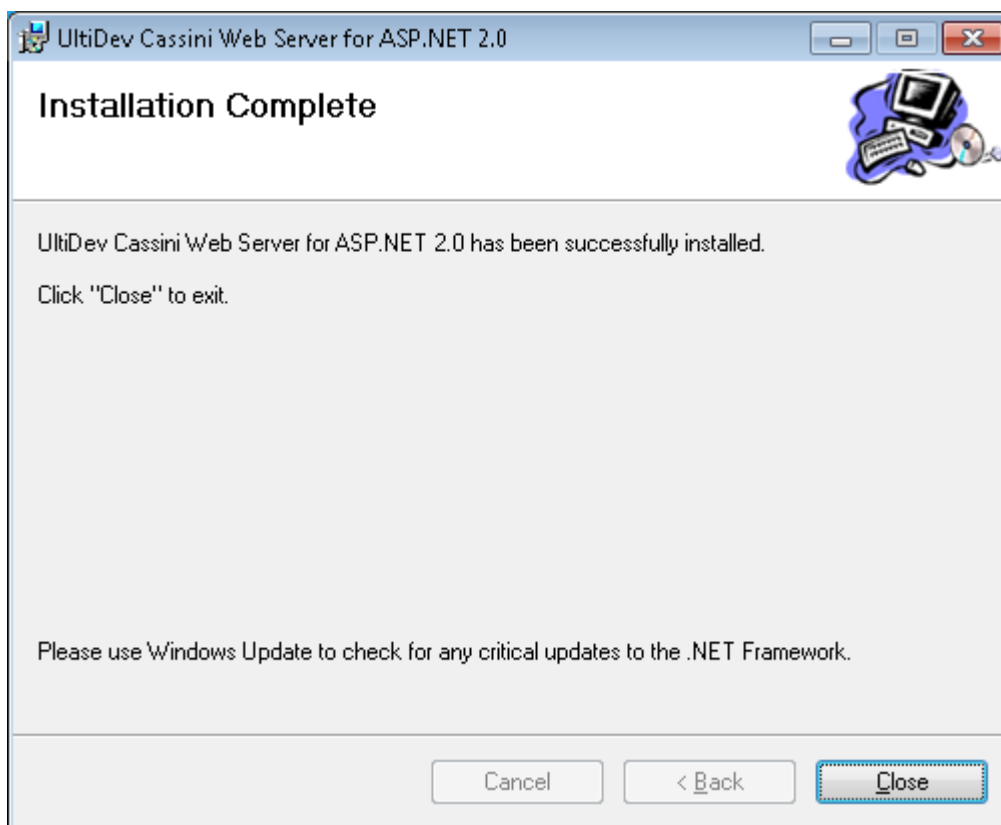 UltiDev Cassini Web Server for ASP.NET 2.0
Installation Complete
UltiDev Cassini Web Server for ASP.NET 2.0 has been successfully installed.
Click "Close" to exit.
Please use Windows Update to check for any critical updates to the .NET Framework.
Cancel
< Back
Close